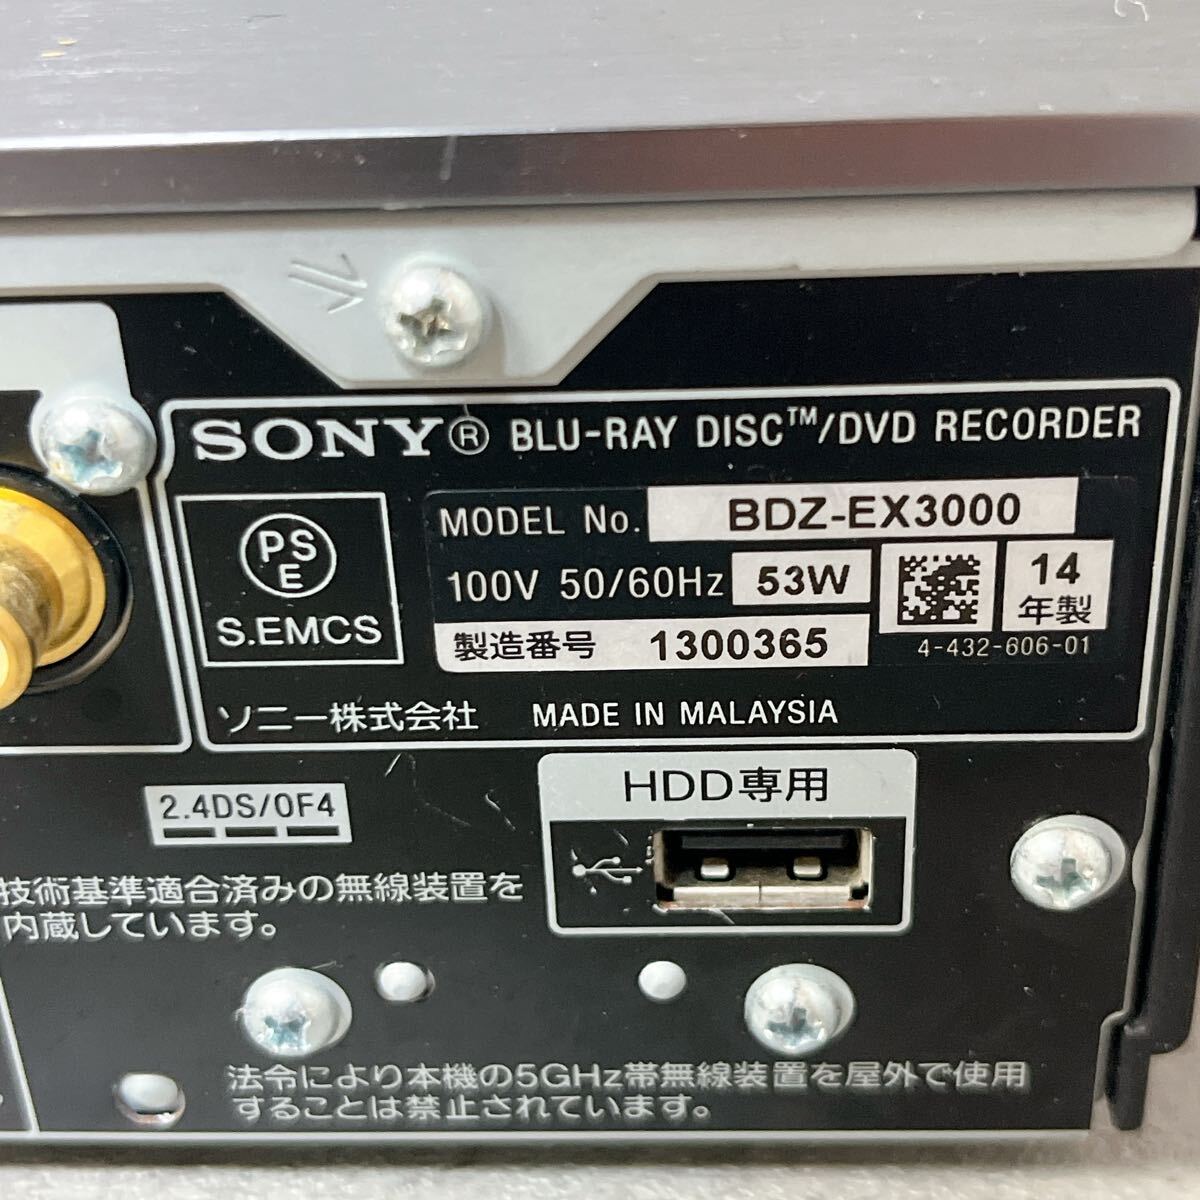 SONY® BLU-RAY DISC™/DVD RECORDER
PS
E
S.EMCS
MODEL No. BDZ-EX3000
100V 50/60Hz 53W
14
年製
製造番号 1300365
4-432-606-01
ソニー株式会社 MADE IN MALAYSIA
HDD専用
2.4DS/OF4
技術基準適合済みの無線装置を
内蔵しています。
法令により本機の5GHz帯無線装置を屋外で使用
することは禁止されています。